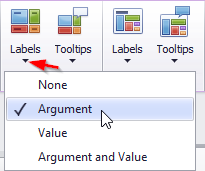 Labels Tooltips Labels Tooltips
None
Argument
Value
Argument and Value